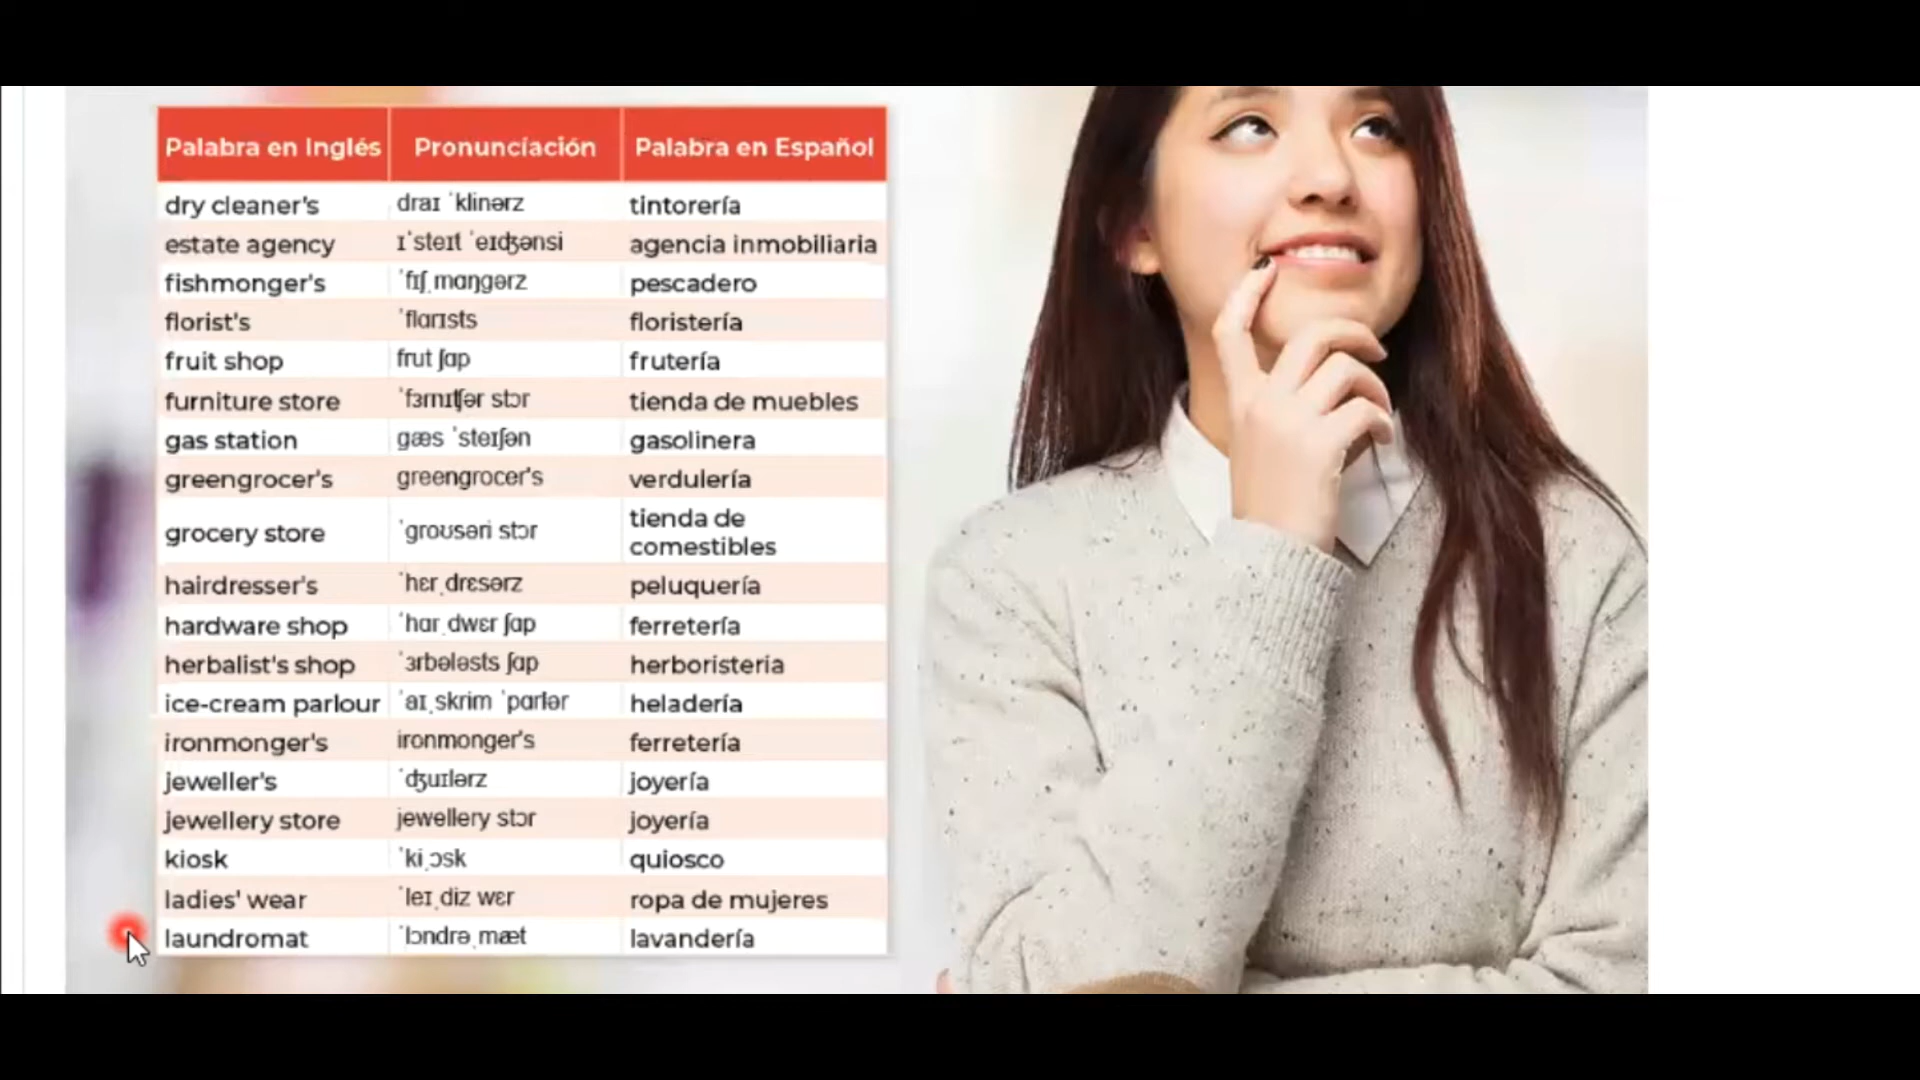 Palabra en Inglés Pronunciación Palabra en Español
dry cleaner's draɪ ˈklinərz tintorería
estate agency ɪˈsteɪt ˈeɪʤənsi agencia inmobiliaria
fishmonger's ˈfɪʃˌmɑŋgərz pescadero
florist's ˈflɑrɪsts floristería
fruit shop frut ʃɑp frutería
furniture store ˈfɜrnɪʧər stɔr tienda de muebles
gas station gæs ˈsteɪʃən gasolinera
greengrocer's greengrocer's verdulería
grocery store ˈgroʊsəri stɔr tienda de
comestibles
hairdresser's ˈhɛrˌdrɛsərz peluquería
hardware shop ˈhɑrˌdwɛr ʃɑp ferretería
herbalist's shop ˈɜrbələsts ʃɑp herboristería
ice-cream parlour ˈaɪˌskrim ˈpɑrlər heladería
ironmonger's ironmonger's ferretería
jeweller's ˈʤuɪlərz joyería
jewellery store jewellery stɔr joyería
kiosk ˈkiˌɔsk quiosco
ladies' wear ˈleɪˌdiz wɛr ropa de mujeres
laundromat ˈlɔndrəˌmæt lavandería